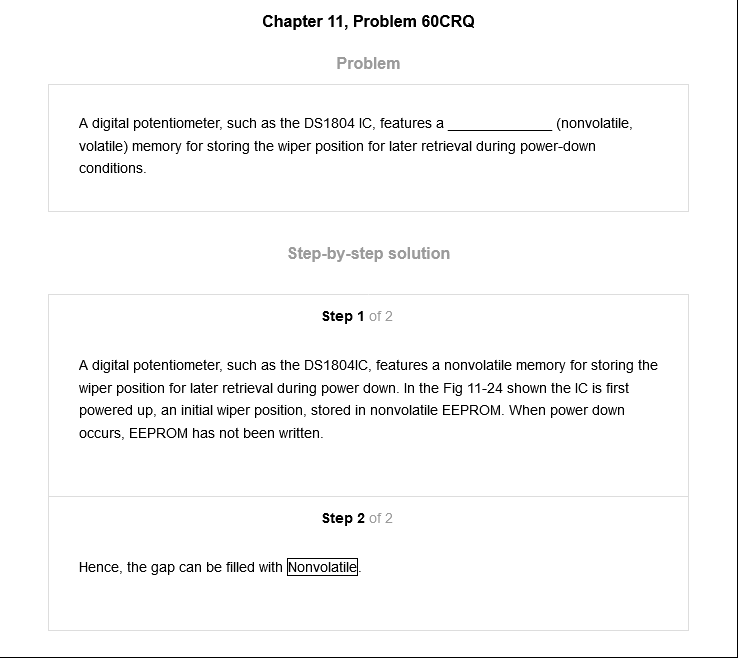 Chapter 11, Problem 60CRQ
Problem
A digital potentiometer, such as the DS1804 IC, features a _____________ (nonvolatile,
volatile) memory for storing the wiper position for later retrieval during power-down
conditions.
Step-by-step solution
Step 1 of 2
A digital potentiometer, such as the DS1804IC, features a nonvolatile memory for storing the
wiper position for later retrieval during power down. In the Fig 11-24 shown the IC is first
powered up, an initial wiper position, stored in nonvolatile EEPROM. When power down
occurs, EEPROM has not been written.
Step 2 of 2
Hence, the gap can be filled with Nonvolatile.